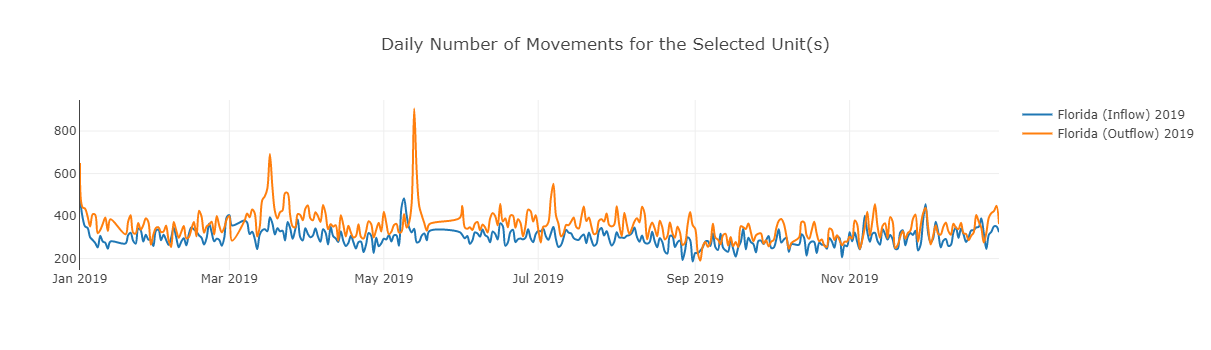 Daily Number of Movements for the Selected Unit(s)
Florida (Inflow) 2019
Florida (Outflow) 2019
800
600
400
200
Jan 2019
Mar 2019
May 2019
Jul 2019
Sep 2019
Nov 2019